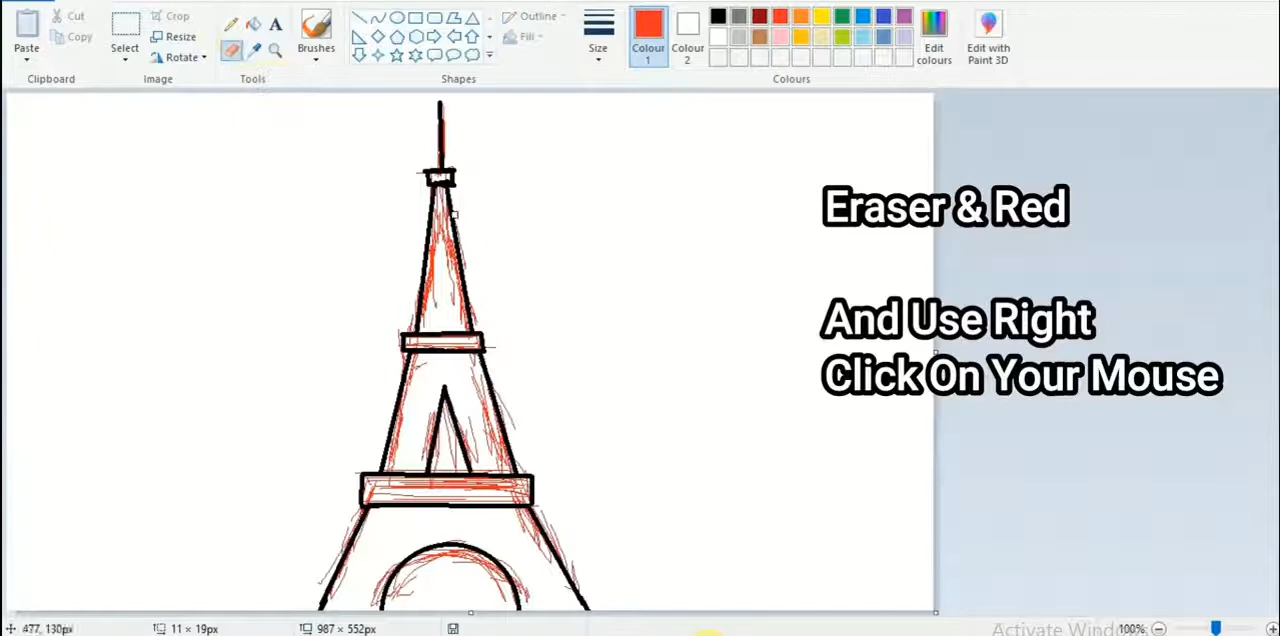 Cut
Copy
Paste
Clipboard
Select
Crop
Resize
Rotate
Image
A
Tools
Brushes
Shapes
Outline
Fill
Size
Colour 1
Colour 2
Colours
Edit colours
Edit with Paint 3D
Eraser & Red
And Use Right
Click On Your Mouse
477, 130px
11 × 19px
987 × 552px
Activate
100%